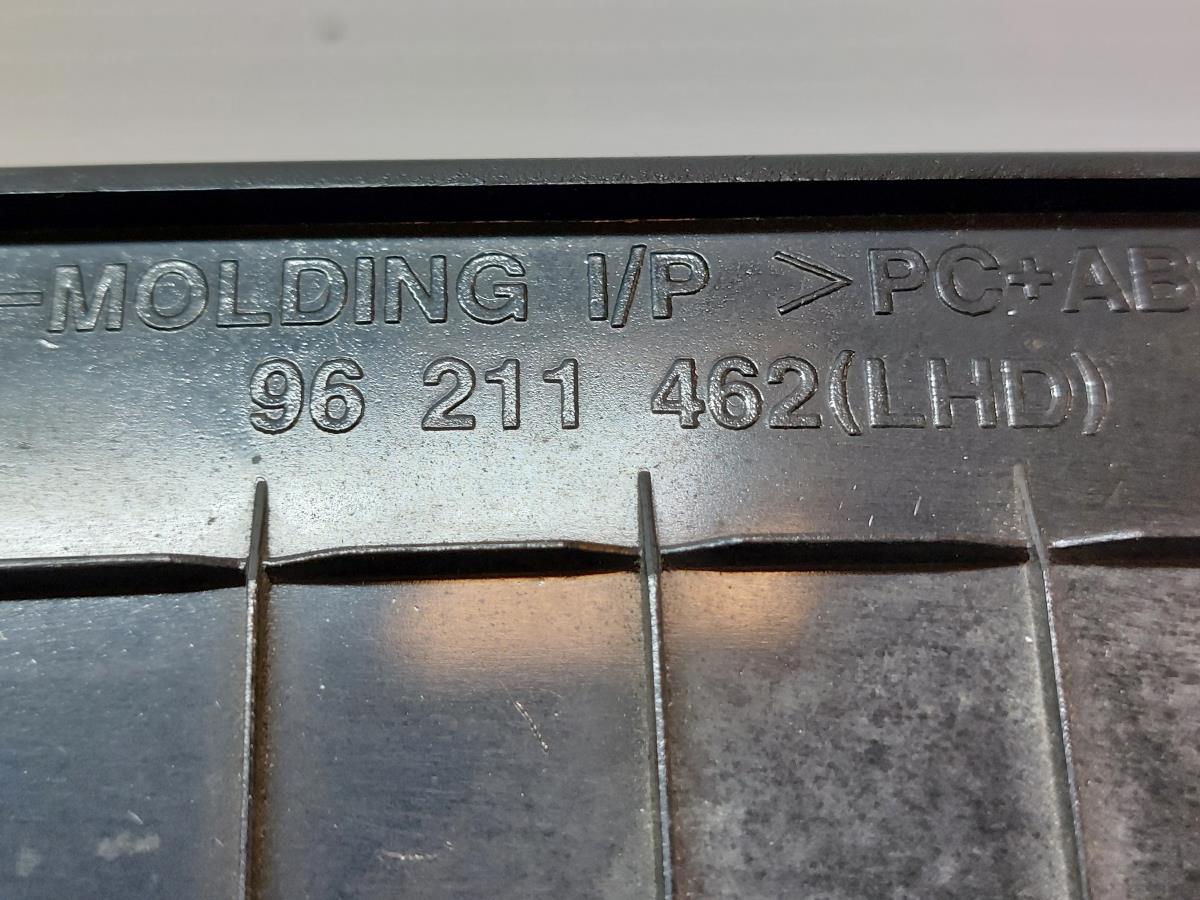 -MOLDING I/P >PC+AB
96 211 462(LHD)